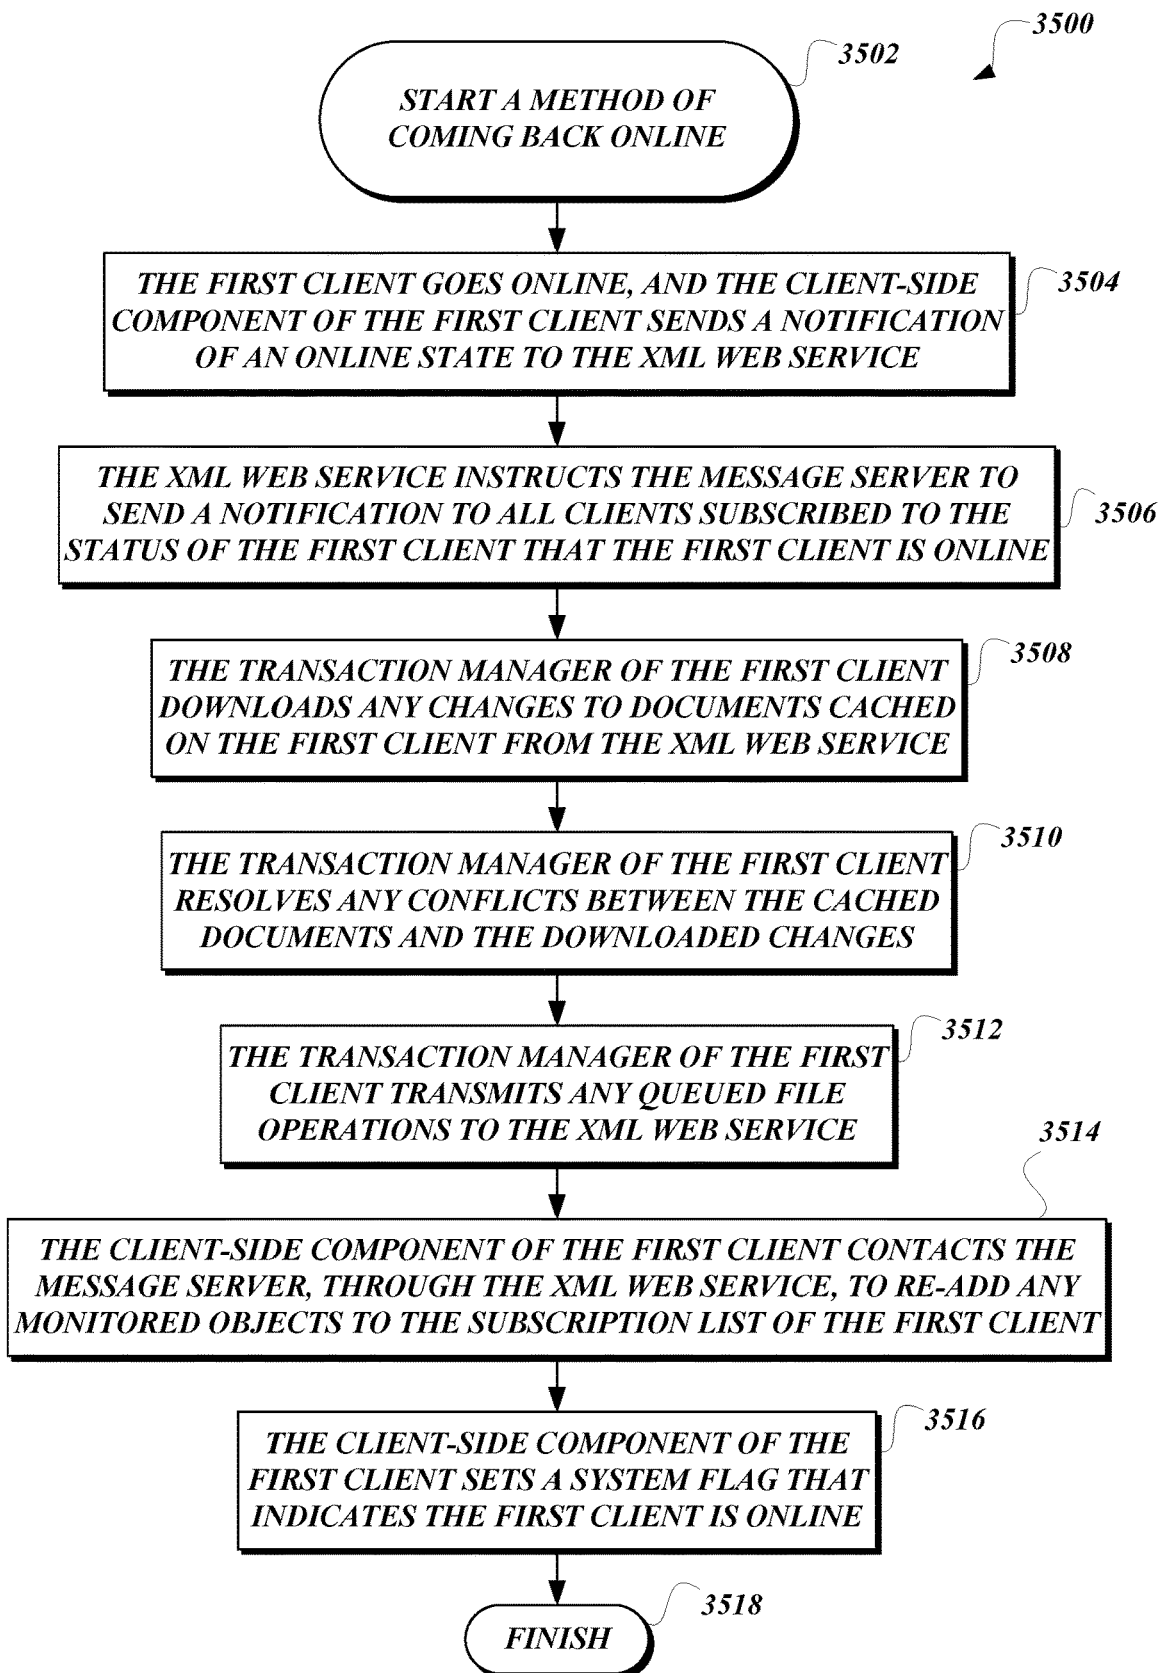 3500
3502
START A METHOD OF
COMING BACK ONLINE
3504
THE FIRST CLIENT GOES ONLINE, AND THE CLIENT-SIDE
COMPONENT OF THE FIRST CLIENT SENDS A NOTIFICATION
OF AN ONLINE STATE TO THE XML WEB SERVICE
3506
THE XML WEB SERVICE INSTRUCTS THE MESSAGE SERVER TO
SEND A NOTIFICATION TO ALL CLIENTS SUBSCRIBED TO THE
STATUS OF THE FIRST CLIENT THAT THE FIRST CLIENT IS ONLINE
3508
THE TRANSACTION MANAGER OF THE FIRST CLIENT
DOWNLOADS ANY CHANGES TO DOCUMENTS CACHED
ON THE FIRST CLIENT FROM THE XML WEB SERVICE
3510
THE TRANSACTION MANAGER OF THE FIRST CLIENT
RESOLVES ANY CONFLICTS BETWEEN THE CACHED
DOCUMENTS AND THE DOWNLOADED CHANGES
3512
THE TRANSACTION MANAGER OF THE FIRST
CLIENT TRANSMITS ANY QUEUED FILE
OPERATIONS TO THE XML WEB SERVICE
3514
THE CLIENT-SIDE COMPONENT OF THE FIRST CLIENT CONTACTS THE
MESSAGE SERVER, THROUGH THE XML WEB SERVICE, TO RE-ADD ANY
MONITORED OBJECTS TO THE SUBSCRIPTION LIST OF THE FIRST CLIENT
3516
THE CLIENT-SIDE COMPONENT OF THE
FIRST CLIENT SETS A SYSTEM FLAG THAT
INDICATES THE FIRST CLIENT IS ONLINE
3518
FINISH